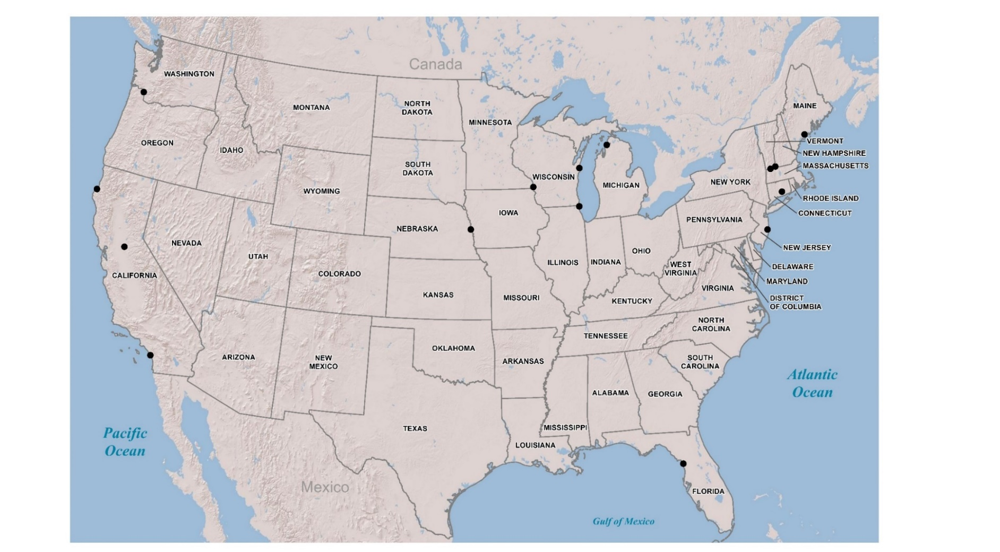 Canada
WASHINGTON
MONTANA
NORTH
DAKOTA
MINNESOTA
MAINE
OREGON
IDAHO
VERMONT
NEW HAMPSHIRE
MASSACHUSETTS
SOUTH
DAKOTA
WISCONSIN
MICHIGAN
NEW YORK
WYOMING
RHODE ISLAND
CONNECTICUT
IOWA
PENNSYLVANIA
NEBRASKA
NEVADA
UTAH
NEW JERSEY
OHIO
ILLINOIS
INDIANA
DELAWARE
WEST
VIRGINIA
MARYLAND
CALIFORNIA
COLORADO
VIRGINIA
KANSAS
MISSOURI
KENTUCKY
DISTRICT
OF COLUMBIA
NORTH
CAROLINA
TENNESSEE
OKLAHOMA
ARIZONA
NEW
MEXICO
ARKANSAS
SOUTH
CAROLINA
Atlantic
Ocean
ALABAMA
GEORGIA
TEXAS
MISSISSIPPI
Pacific
Ocean
LOUISIANA
Mexico
FLORIDA
Gulf of Mexico